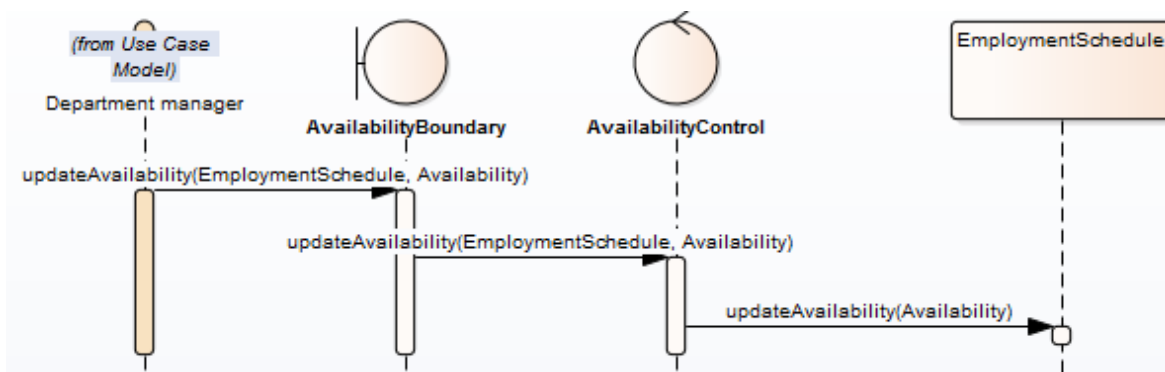 (from Use Case
Model)
Department manager
AvailabilityBoundary
AvailabilityControl
EmploymentSchedule
updateAvailability(EmploymentSchedule, Availability)
updateAvailability(EmploymentSchedule, Availability)
updateAvailability(Availability)